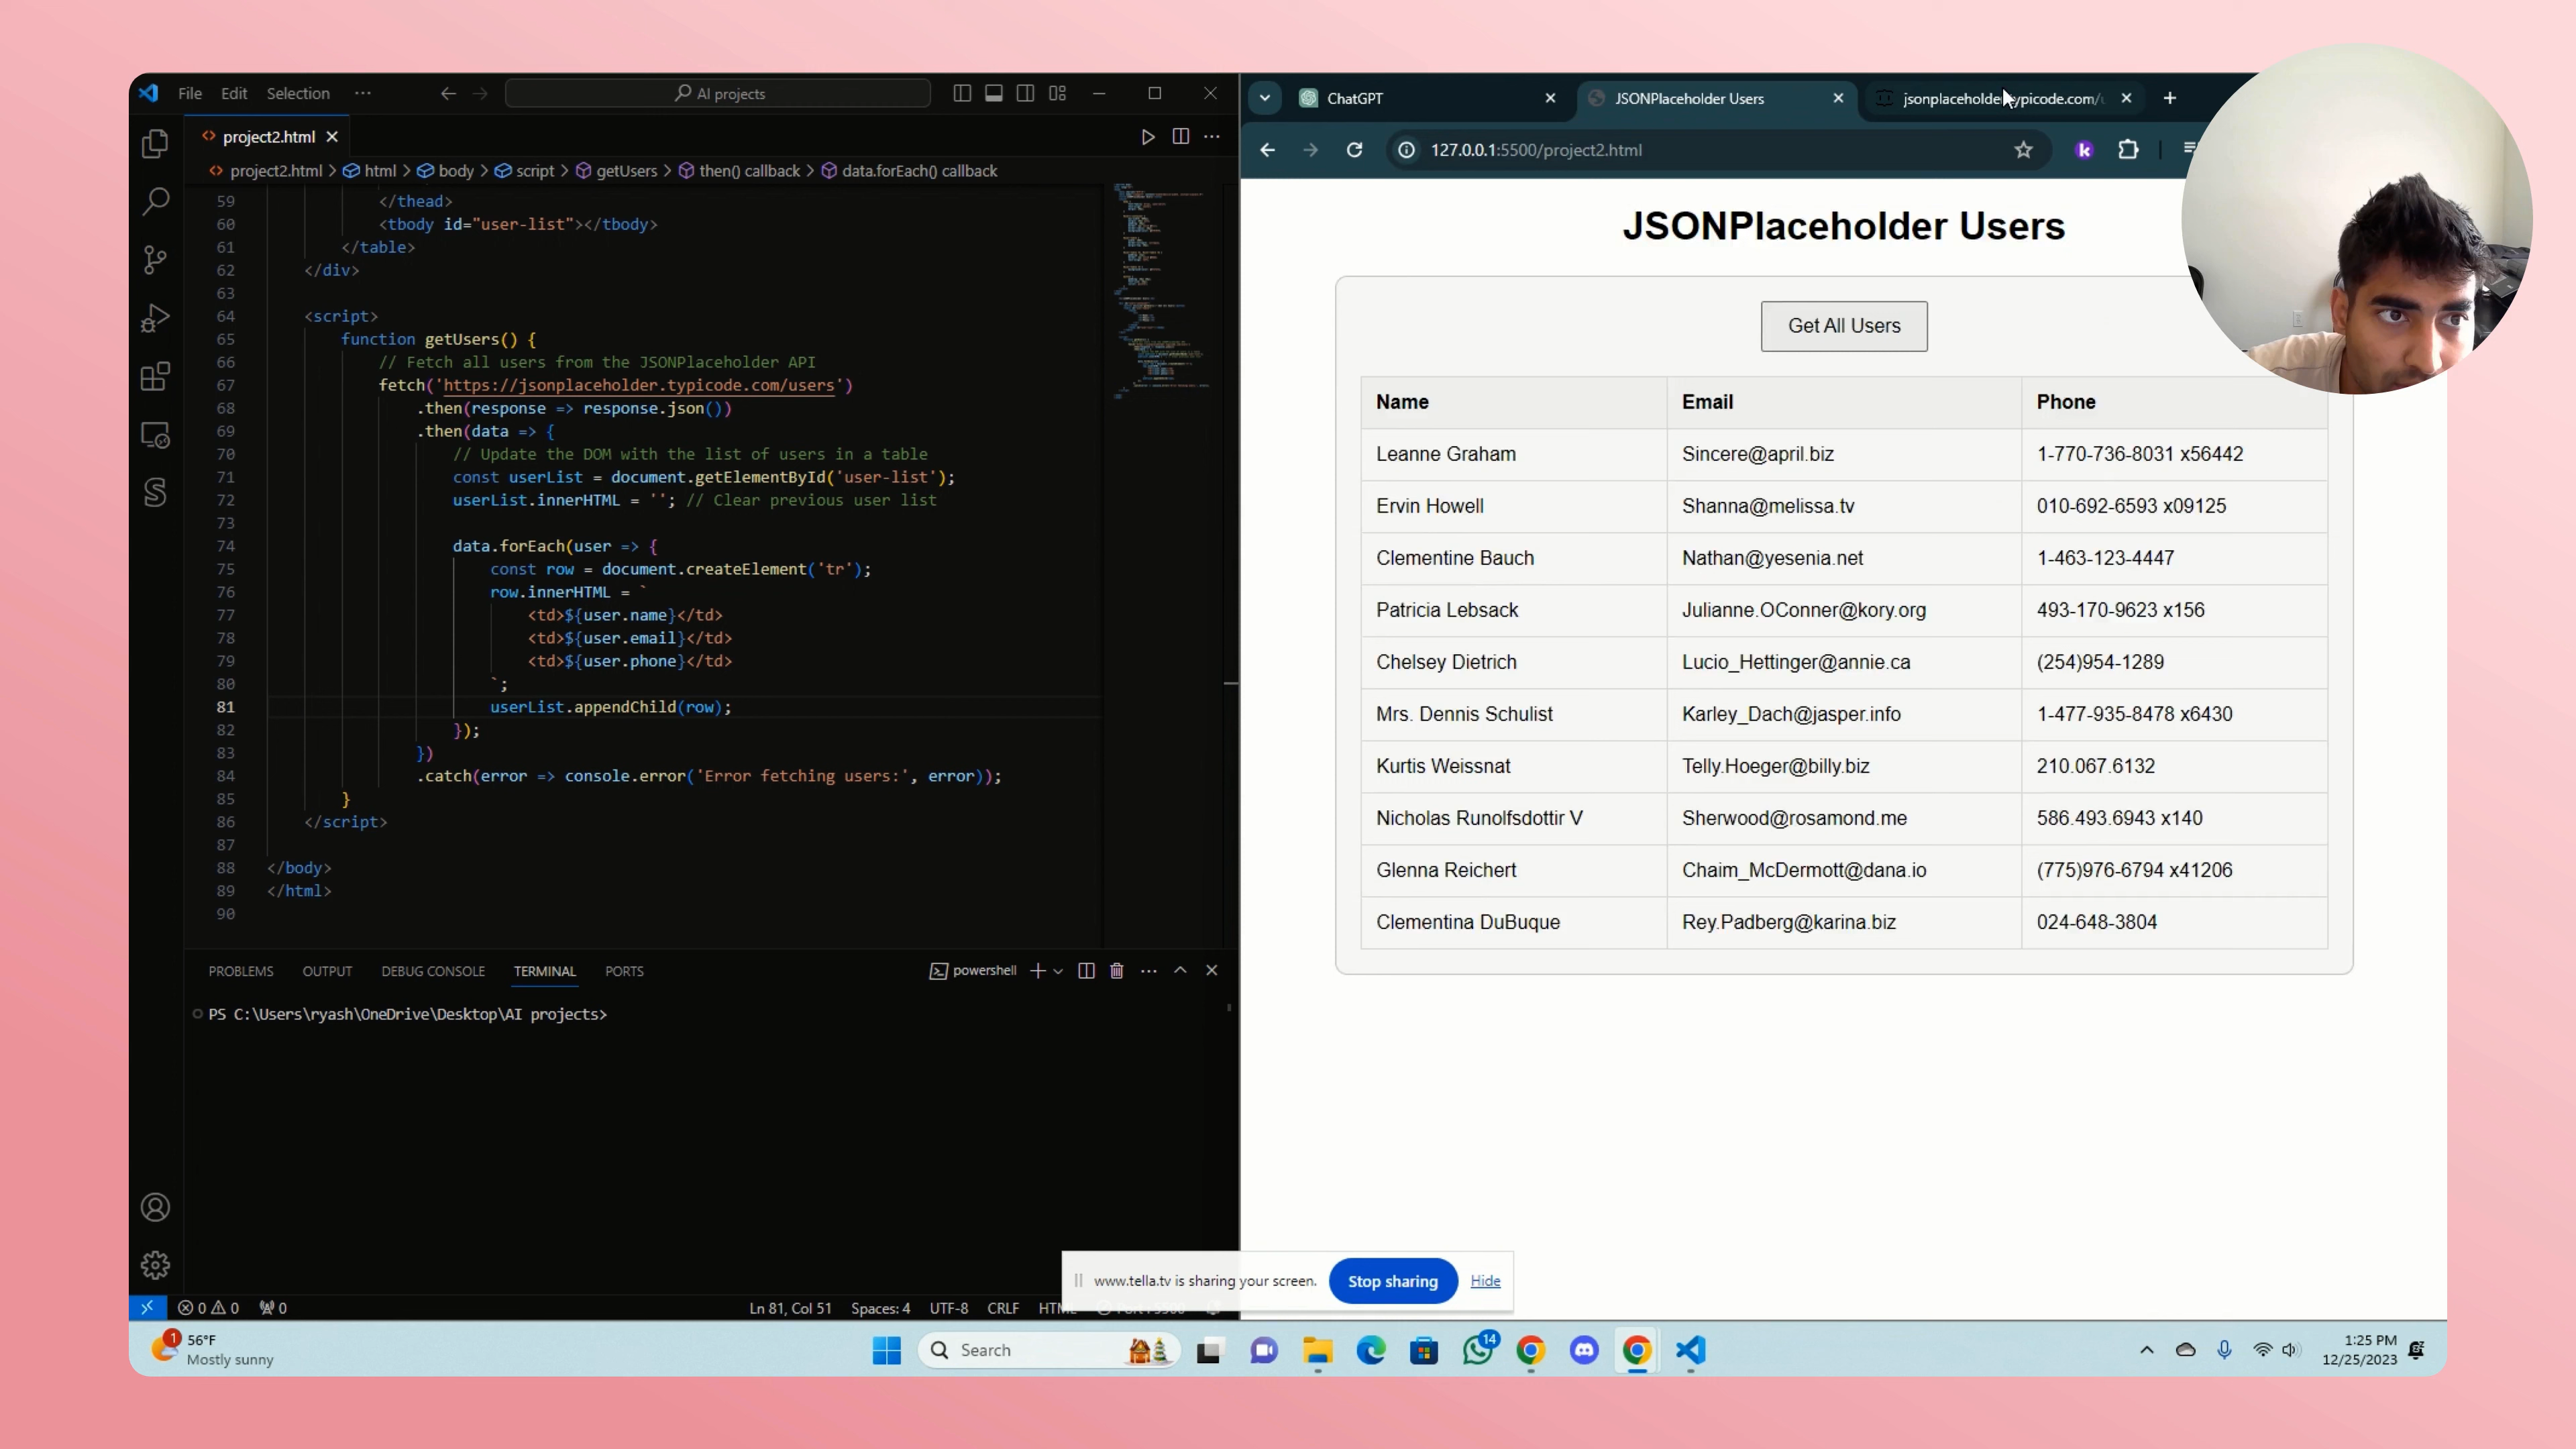 File Edit Selection ··· AI projects
project2.html
project2.html > html > body > script > getUsers > then() callback > data.forEach() callback
59 </thead>
60 <tbody id="user-list"></tbody>
61 </table>
62 </div>
63
64 <script>
65 function getUsers() {
66 // Fetch all users from the JSONPlaceholder API
67 fetch('https://jsonplaceholder.typicode.com/users')
68 .then(response => response.json())
69 .then(data => {
70 // Update the DOM with the list of users in a table
71 const userList = document.getElementById('user-list');
72 userList.innerHTML = ''; // Clear previous user list
73
74 data.forEach(user => {
75 const row = document.createElement('tr');
76 row.innerHTML = `
77 <td>${user.name}</td>
78 <td>${user.email}</td>
79 <td>${user.phone}</td>
80 `;
81 userList.appendChild(row);
82 });
83 })
84 .catch(error => console.error('Error fetching users:', error));
85 }
86 </script>
87
88 </body>
89 </html>
90
PROBLEMS OUTPUT DEBUG CONSOLE TERMINAL PORTS powershell
PS C:\Users\ryash\OneDrive\Desktop\AI projects>
0 0 0 Ln 81, Col 51 Spaces: 4 UTF-8 CRLF
ChatGPT JSONPlaceholder Users
127.0.0.1:5500/project2.html
JSONPlaceholder Users
Get All Users
Name Email Phone
Leanne Graham Sincere@april.biz 1-770-736-8031 x56442
Ervin Howell Shanna@melissa.tv 010-692-6593 x09125
Clementine Bauch Nathan@yesenia.net 1-463-123-4447
Patricia Lebsack Julianne.OConner@kory.org 493-170-9623 x156
Chelsey Dietrich Lucio_Hettinger@annie.ca (254)954-1289
Mrs. Dennis Schulist Karley_Dach@jasper.info 1-477-935-8478 x6430
Kurtis Weissnat Telly.Hoeger@billy.biz 210.067.6132
Nicholas Runolfsdottir V Sherwood@rosamond.me 586.493.6943 x140
Glenna Reichert Chaim_McDermott@dana.io (775)976-6794 x41206
Clementina DuBuque Rey.Padberg@karina.biz 024-648-3804
www.tella.tv is sharing your screen. Stop sharing Hide
1 56°F
Mostly sunny
Search
14
1:25 PM
12/25/2023